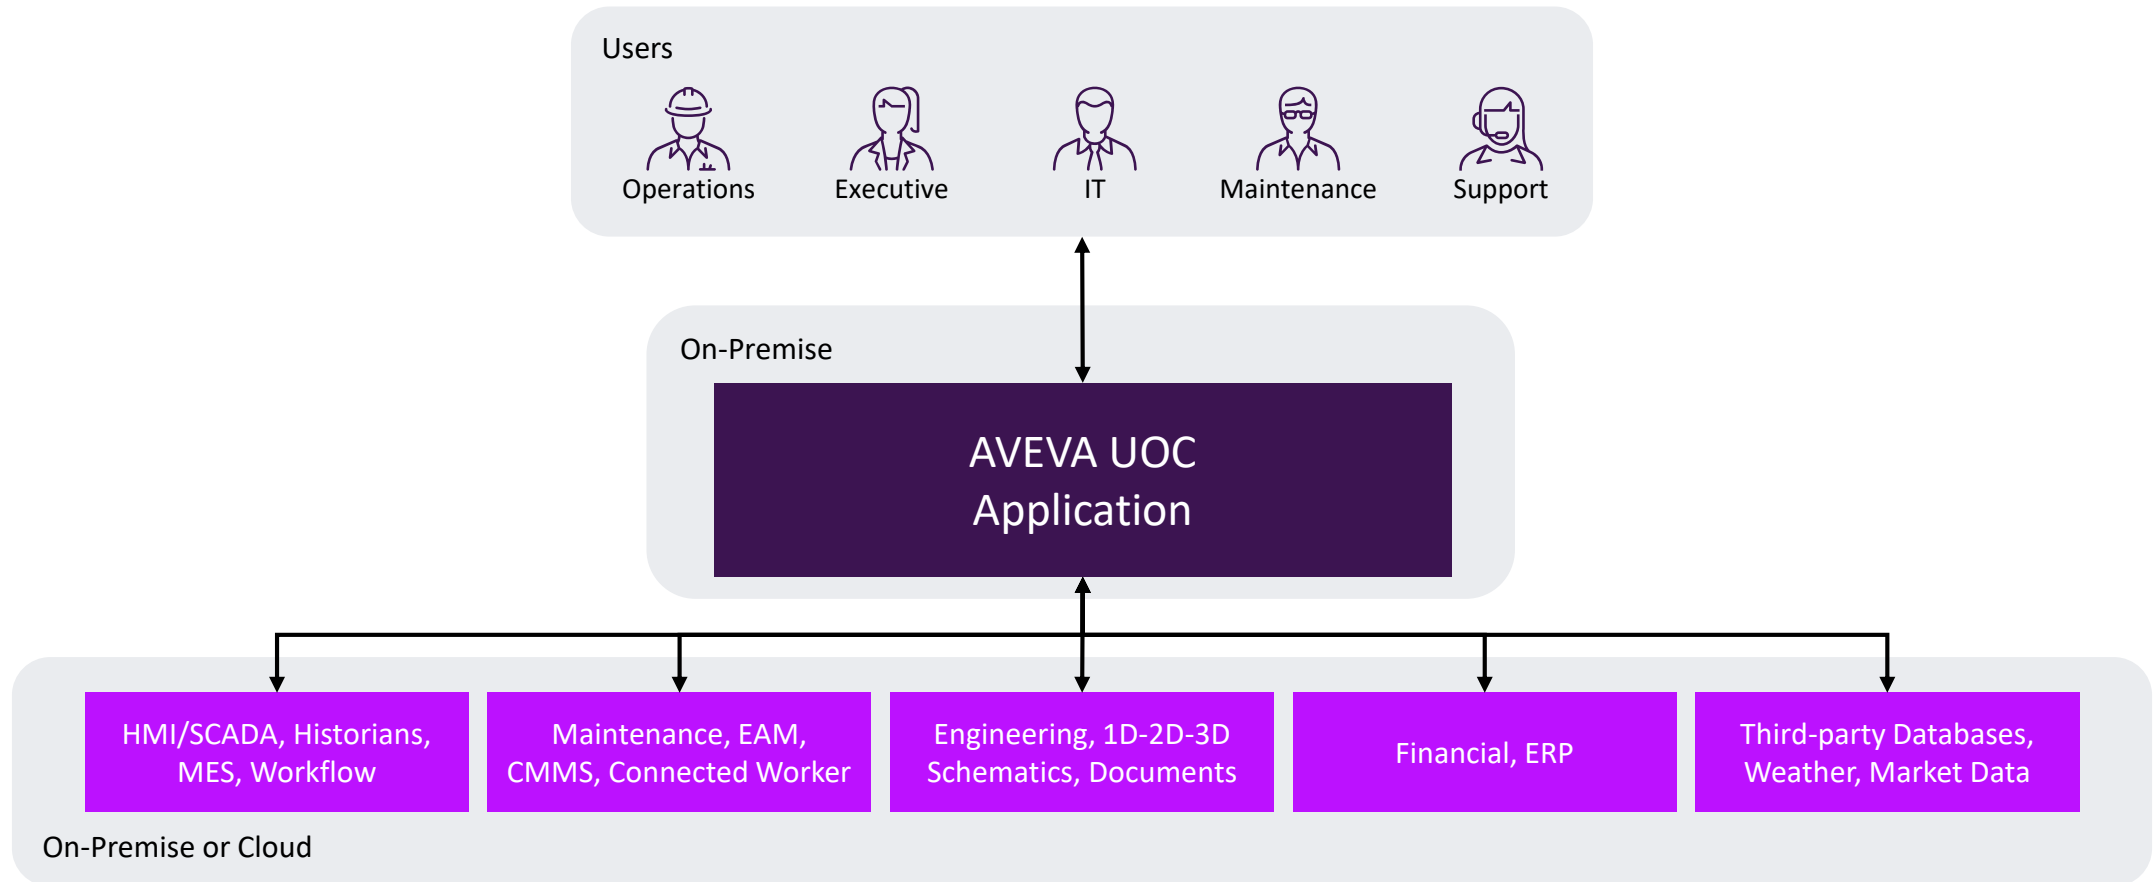 Users
Operations
Executive
IT
Maintenance
Support
On-Premise
AVEVA UOC
Application
HMI/SCADA, Historians,
MES, Workflow
Maintenance, EAM,
CMMS, Connected Worker
Engineering, 1D-2D-3D
Schematics, Documents
Financial, ERP
Third-party Databases,
Weather, Market Data
On-Premise or Cloud